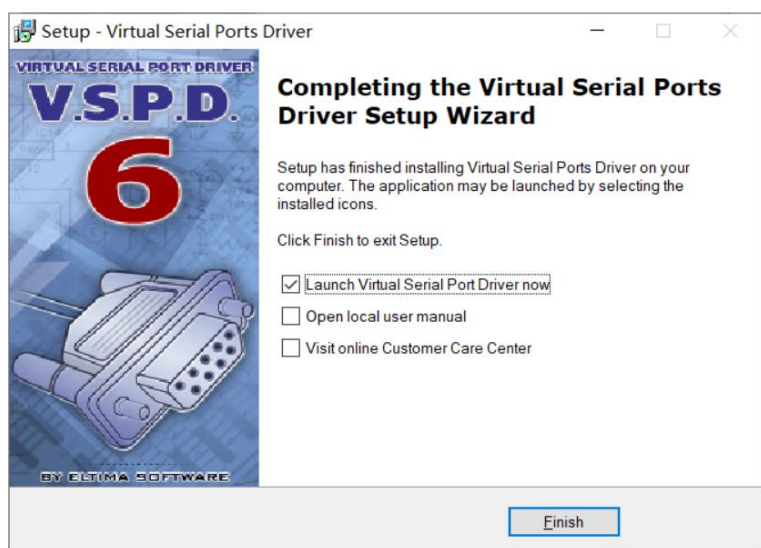 Setup - Virtual Serial Ports Driver
VIRTUAL SERIAL PORT DRIVER
V.S.P.D.
6
BY ELTIMA SOFTWARE
Completing the Virtual Serial Ports
Driver Setup Wizard
Setup has finished installing Virtual Serial Ports Driver on your
computer. The application may be launched by selecting the
installed icons.
Click Finish to exit Setup.
Launch Virtual Serial Port Driver now
Open local user manual
Visit online Customer Care Center
Finish